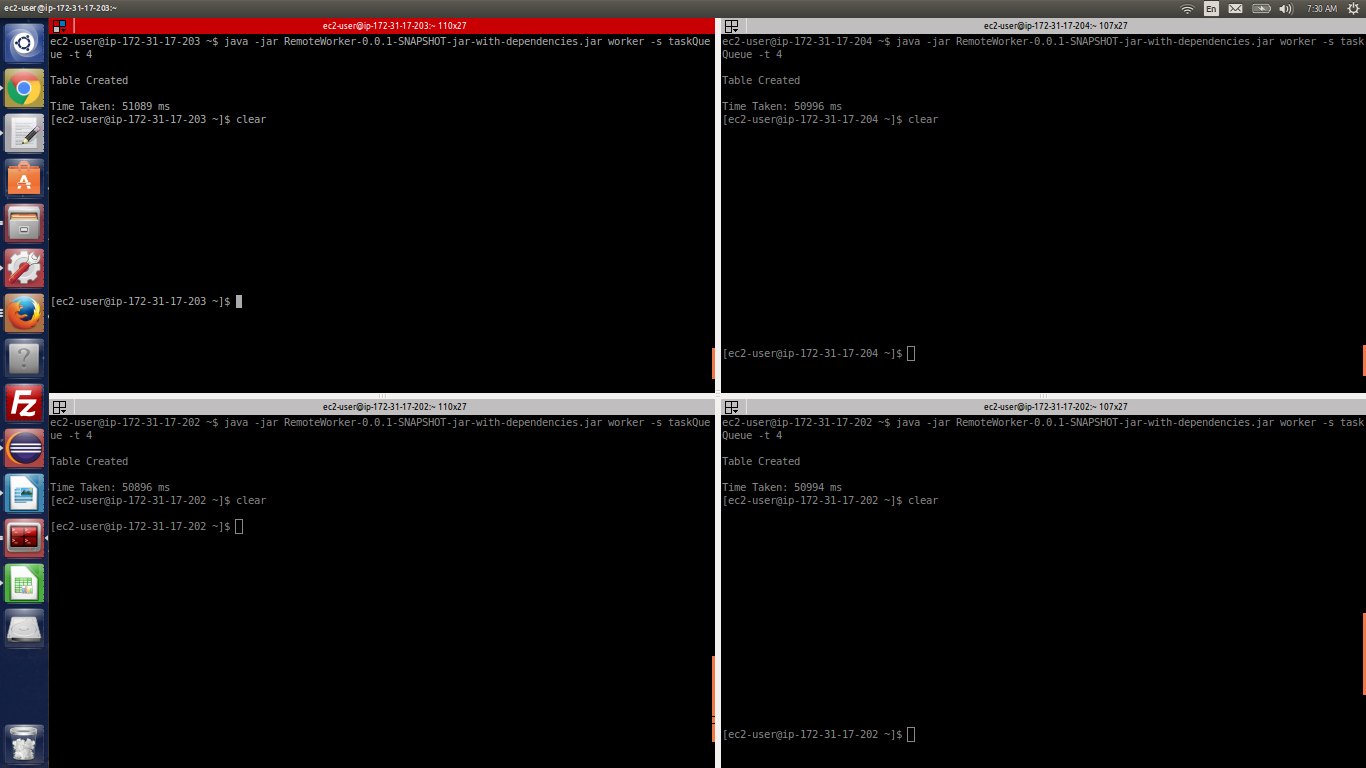 ec2-user@ip-172-31-17-203:~
En
7:30 AM
ec2-user@ip-172-31-17-203:~ 110x27
ec2-user@ip-172-31-17-203 ~$ java -jar RemoteWorker-0.0.1-SNAPSHOT-jar-with-dependencies.jar worker -s taskQue
ue -t 4
Table Created
Time Taken: 51089 ms
[ec2-user@ip-172-31-17-203 ~]$ clear
[ec2-user@ip-172-31-17-203 ~]$
ec2-user@ip-172-31-17-204:~ 107x27
ec2-user@ip-172-31-17-204 ~$ java -jar RemoteWorker-0.0.1-SNAPSHOT-jar-with-dependencies.jar worker -s task
Queue -t 4
Table Created
Time Taken: 50996 ms
[ec2-user@ip-172-31-17-204 ~]$ clear
[ec2-user@ip-172-31-17-204 ~]$
ec2-user@ip-172-31-17-202:~ 110x27
ec2-user@ip-172-31-17-202 ~$ java -jar RemoteWorker-0.0.1-SNAPSHOT-jar-with-dependencies.jar worker -s taskQue
ue -t 4
Table Created
Time Taken: 50896 ms
[ec2-user@ip-172-31-17-202 ~]$ clear
[ec2-user@ip-172-31-17-202 ~]$
ec2-user@ip-172-31-17-202:~ 107x27
ec2-user@ip-172-31-17-202 ~$ java -jar RemoteWorker-0.0.1-SNAPSHOT-jar-with-dependencies.jar worker -s task
Queue -t 4
Table Created
Time Taken: 50994 ms
[ec2-user@ip-172-31-17-202 ~]$ clear
[ec2-user@ip-172-31-17-202 ~]$
Fz